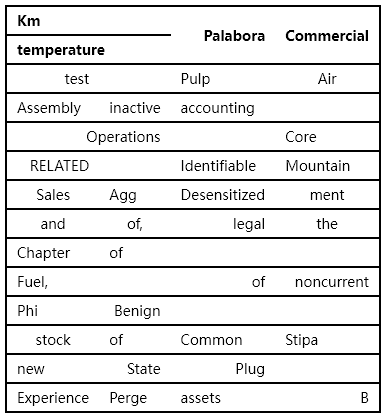 Km
Palabora Commercial
temperature
test Pulp Air
Assembly inactive accounting
Operations Core
RELATED Identifiable Mountain
Sales Agg Desensitized ment
and of, legal the
Chapter of
Fuel, of noncurrent
Phi Benign
stock of Common Stipa
new State Plug
Experience Perge assets B